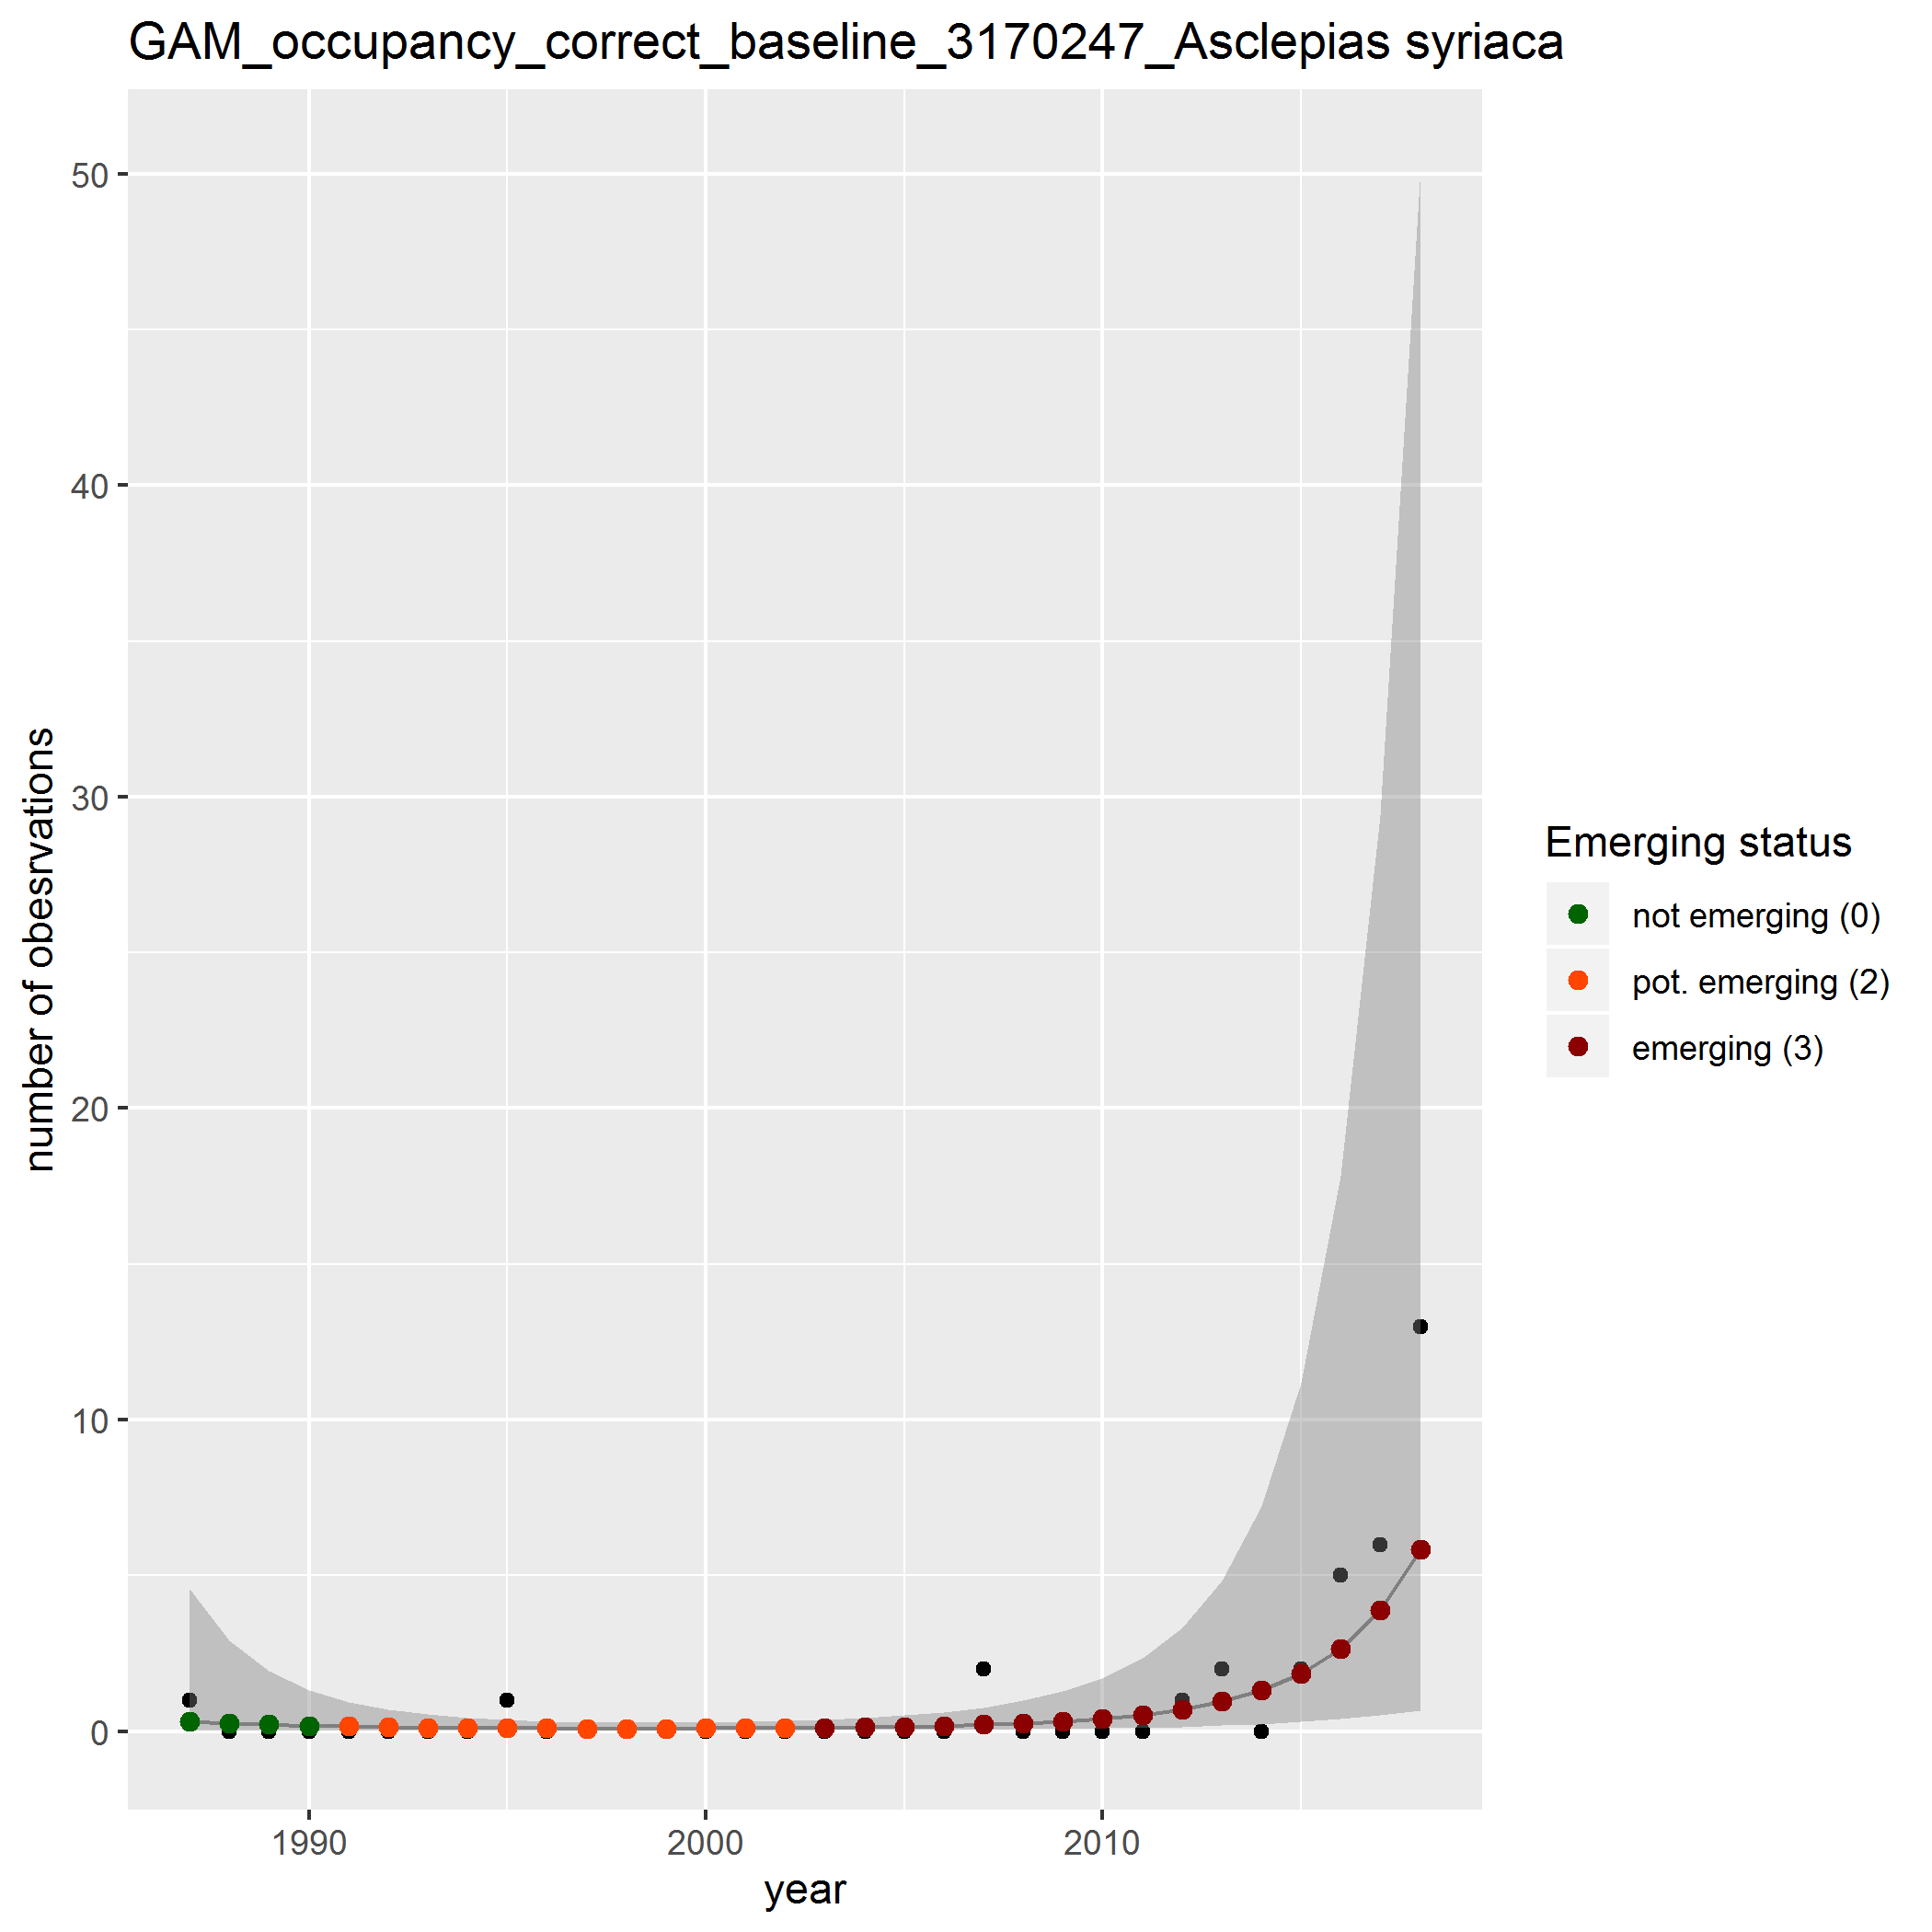 GAM_occupancy_correct_baseline_3170247_Asclepias syriaca
50
40
30
20
10
0
number of obesrvations
1990
2000
2010
year
Emerging status
not emerging (0)
pot. emerging (2)
emerging (3)